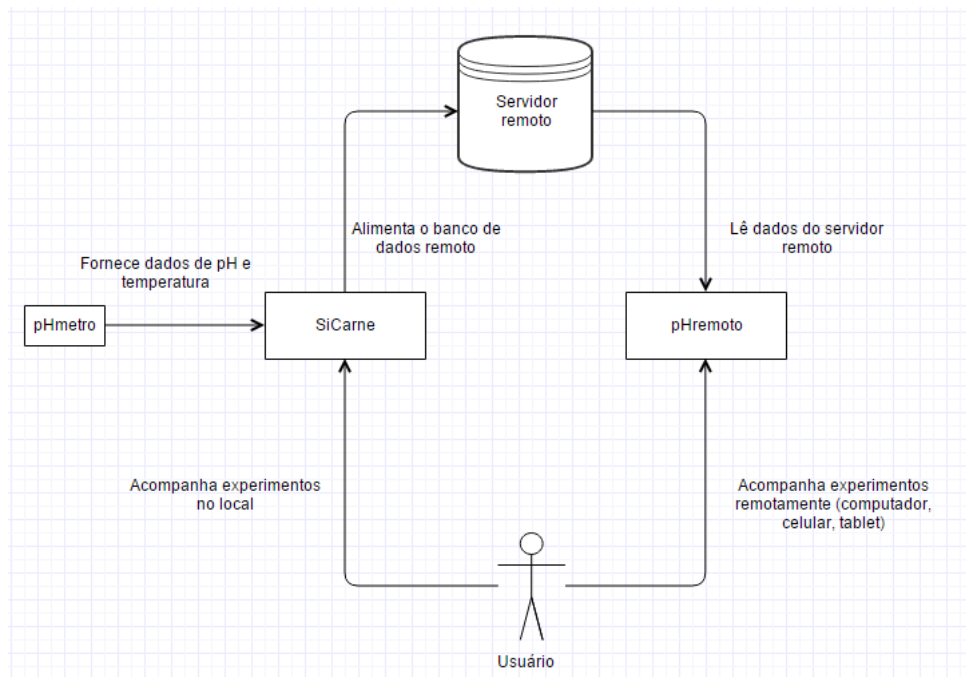 Servidor
remoto
Alimenta o banco de
dados remoto
Lê dados do servidor
remoto
Fornece dados de pH e
temperatura
pHmetro
SiCarne
pHremoto
Acompanha experimentos
no local
Acompanha experimentos
remotamente (computador,
celular, tablet)
Usuário